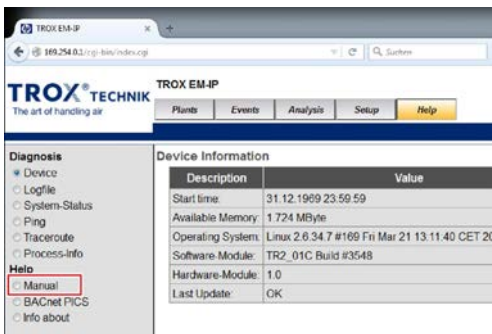 TROX EM-IP
169.254.0.1/cgi-bin/index.cgi
Suchen
TROX® TECHNIK
The art of handling air
TROX EM-IP
Plants Events Analysis Setup Help
Diagnosis
Device
Logfile
System-Status
Ping
Traceroute
Process-Info
Help
Manual
BACnet PICS
Info about
Device Information
Description Value
Start time: 31.12.1969 23:59:59
Available Memory: 1.724 MByte
Operating System: Linux 2.6.34.7 #169 Fri Mar 21 13:11:40 CET 20
Software-Module: TR2_01C Build #3548
Hardware-Module: 1.0
Last Update: OK